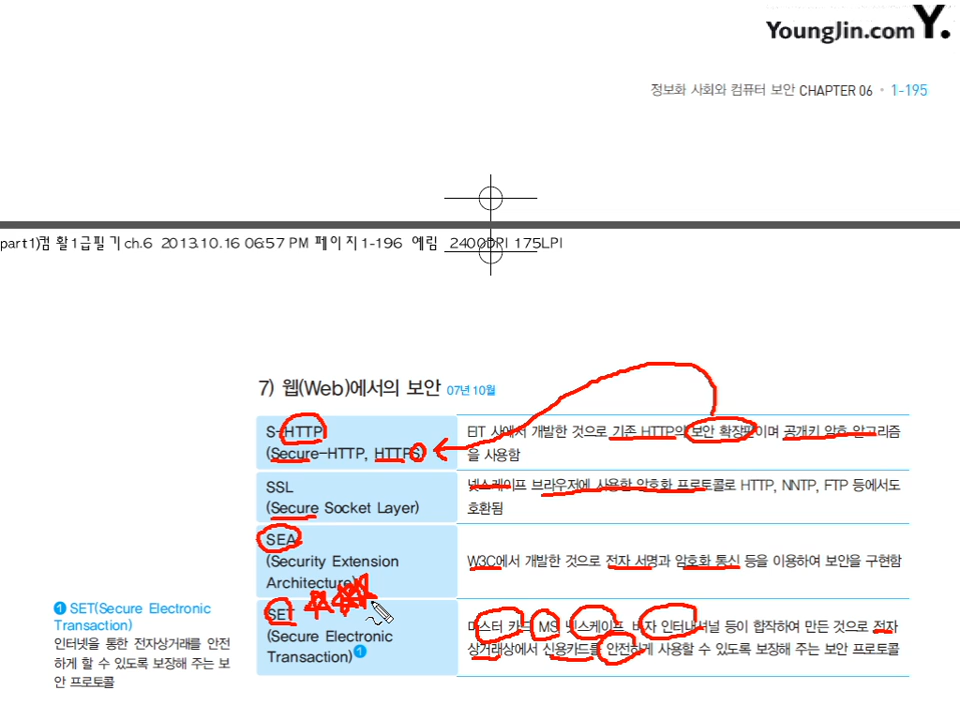 YoungJin.com Y.
정보화 사회와 컴퓨터 보안 CHAPTER 06 • 1-195
part1)컴활1급필기ch.6 2013.10.16 06:57 PM 페이지1-196 예림 2400DPI 175LPI
7) 웹(Web)에서의 보안 07년 10월
S-HTTP
(Secure-HTTP, HTTPS)
EIT 사에서 개발한 것으로 기존 HTTP의 보안 확장판이며 공개키 암호 알고리즘
을 사용함
SSL
(Secure Socket Layer)
넷스케이프 브라우저에 사용한 암호화 프로토콜로 HTTP, NNTP, FTP 등에서도
호환됨
SEA
(Security Extension
Architecture)
W3C에서 개발한 것으로 전자 서명과 암호화 통신 등을 이용하여 보안을 구현함
SET
(Secure Electronic
Transaction)❶
마스터 카드, MS, 넷스케이프, 비자 인터내셔널 등이 합작하여 만든 것으로 전자
상거래상에서 신용카드를 안전하게 사용할 수 있도록 보장해 주는 보안 프로토콜
❶ SET(Secure Electronic
Transaction)
인터넷을 통한 전자상거래를 안전
하게 할 수 있도록 보장해 주는 보
안 프로토콜